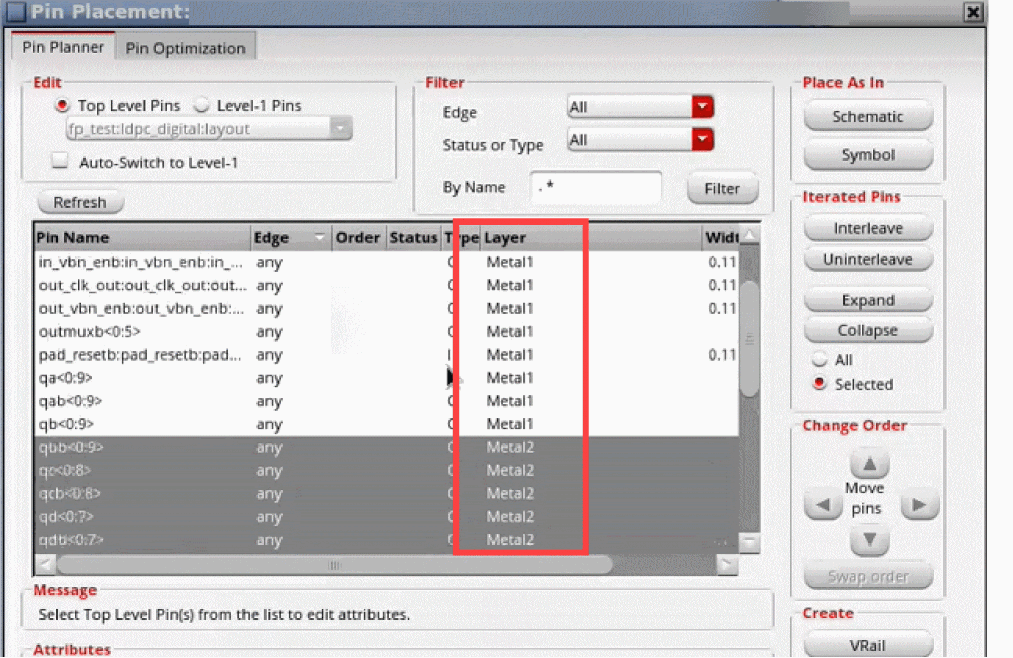 Pin Placement:
Pin Planner Pin Optimization
Edit
Top Level Pins Level-1 Pins
fp_test:ldpc_digital:layout
Auto-Switch to Level-1
Refresh
Filter
Edge All
Status or Type All
By Name .* Filter
Place As In
Schematic
Symbol
Iterated Pins
Interleave
Uninterleave
Expand
Collapse
All
Selected
Change Order
Move
pins
Swap order
Create
VRail
Pin Name Edge Order Status Type Layer
in_vbn_enb:in_vbn_enb:in_... any Metal1 0.11
out_clk_out:out_clk_out:out... any Metal1 0.11
out_vbn_enb:out_vbn_enb:... any Metal1 0.11
outmuxb<0:5> any Metal1
pad_resetb:pad_resetb:pad... any Metal1 0.11
qa<0:9> any Metal1
qab<0:9> any Metal1
qb<0:9> any Metal1
qbb<0:9> any Metal2
qc<0:8> any Metal2
qcb<0:8> any Metal2
qd<0:7> any Metal2
qdb<0:7> any Metal2
Message
Select Top Level Pin(s) from the list to edit attributes.
Attributes